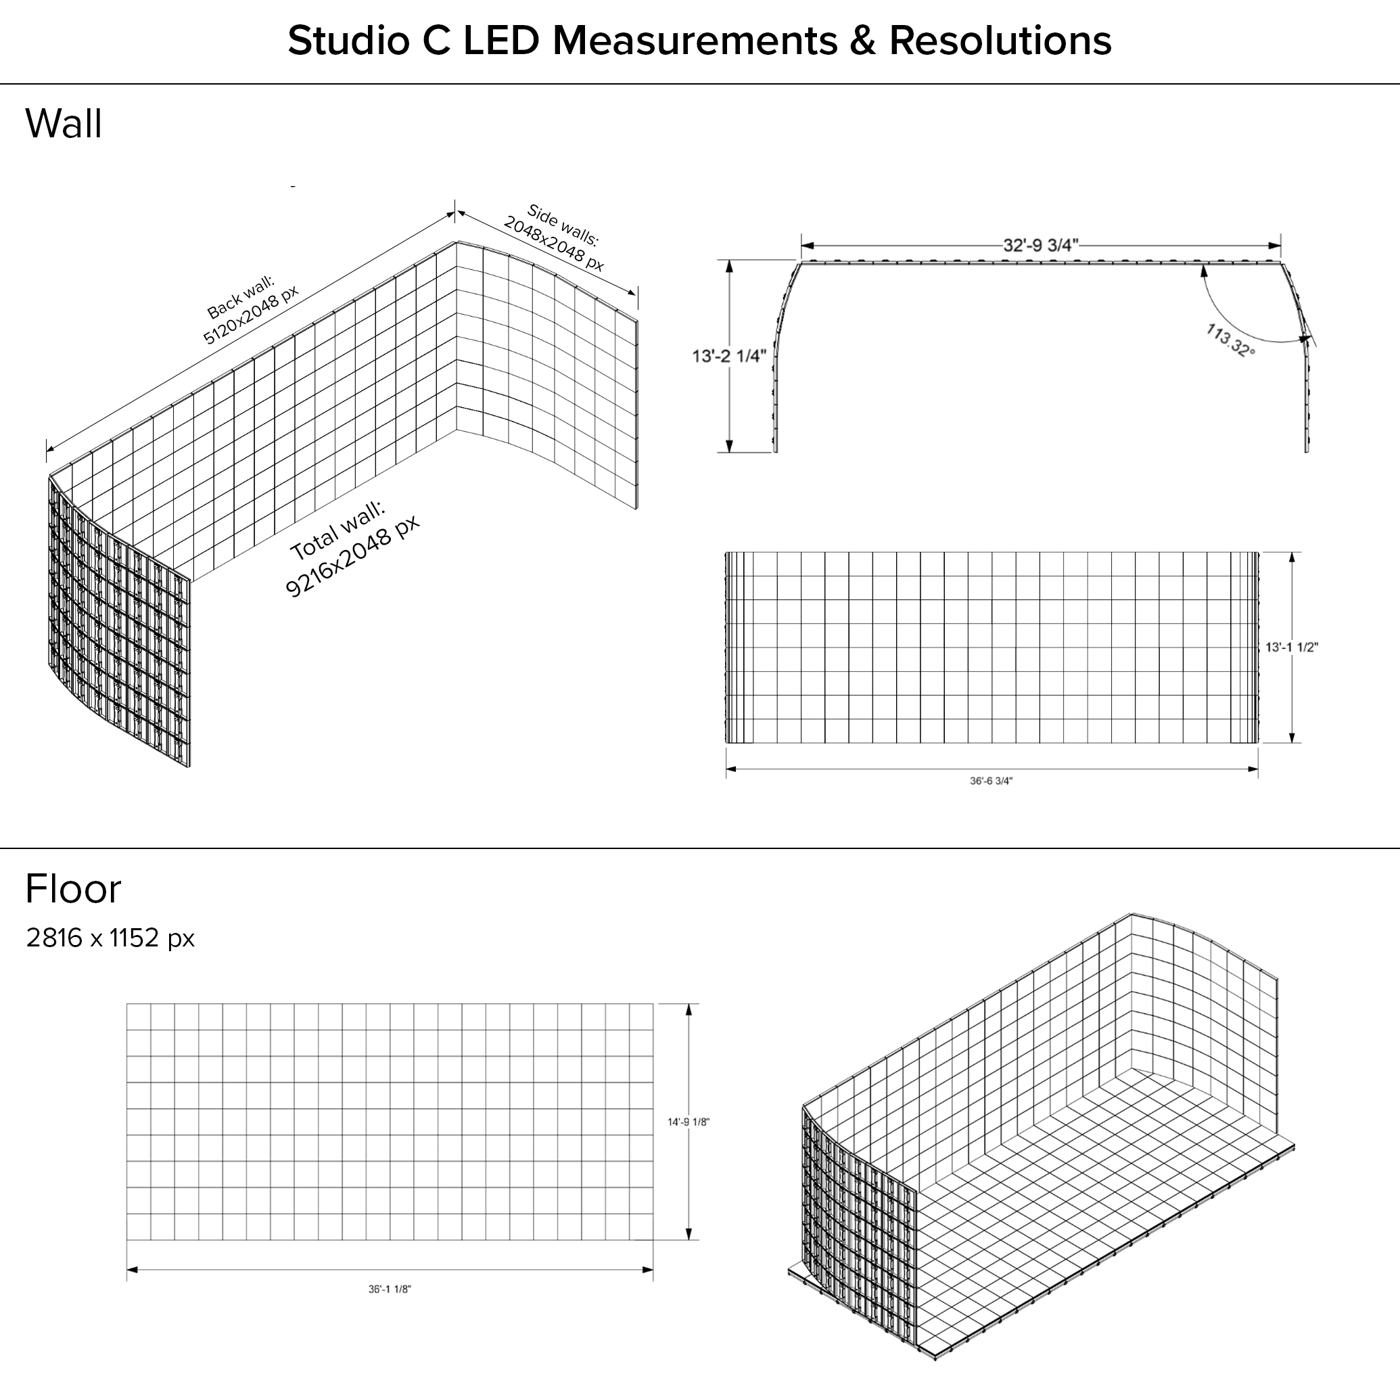 Studio C LED Measurements & Resolutions
Wall
Back wall:
5120x2048 px
Side walls:
2048x2048 px
Total wall:
9216x2048 px
32'-9 3/4"
13'-2 1/4"
113.32°
13'-1 1/2"
36'-6 3/4"
Floor
2816 x 1152 px
14'-9 1/8"
36'-1 1/8"